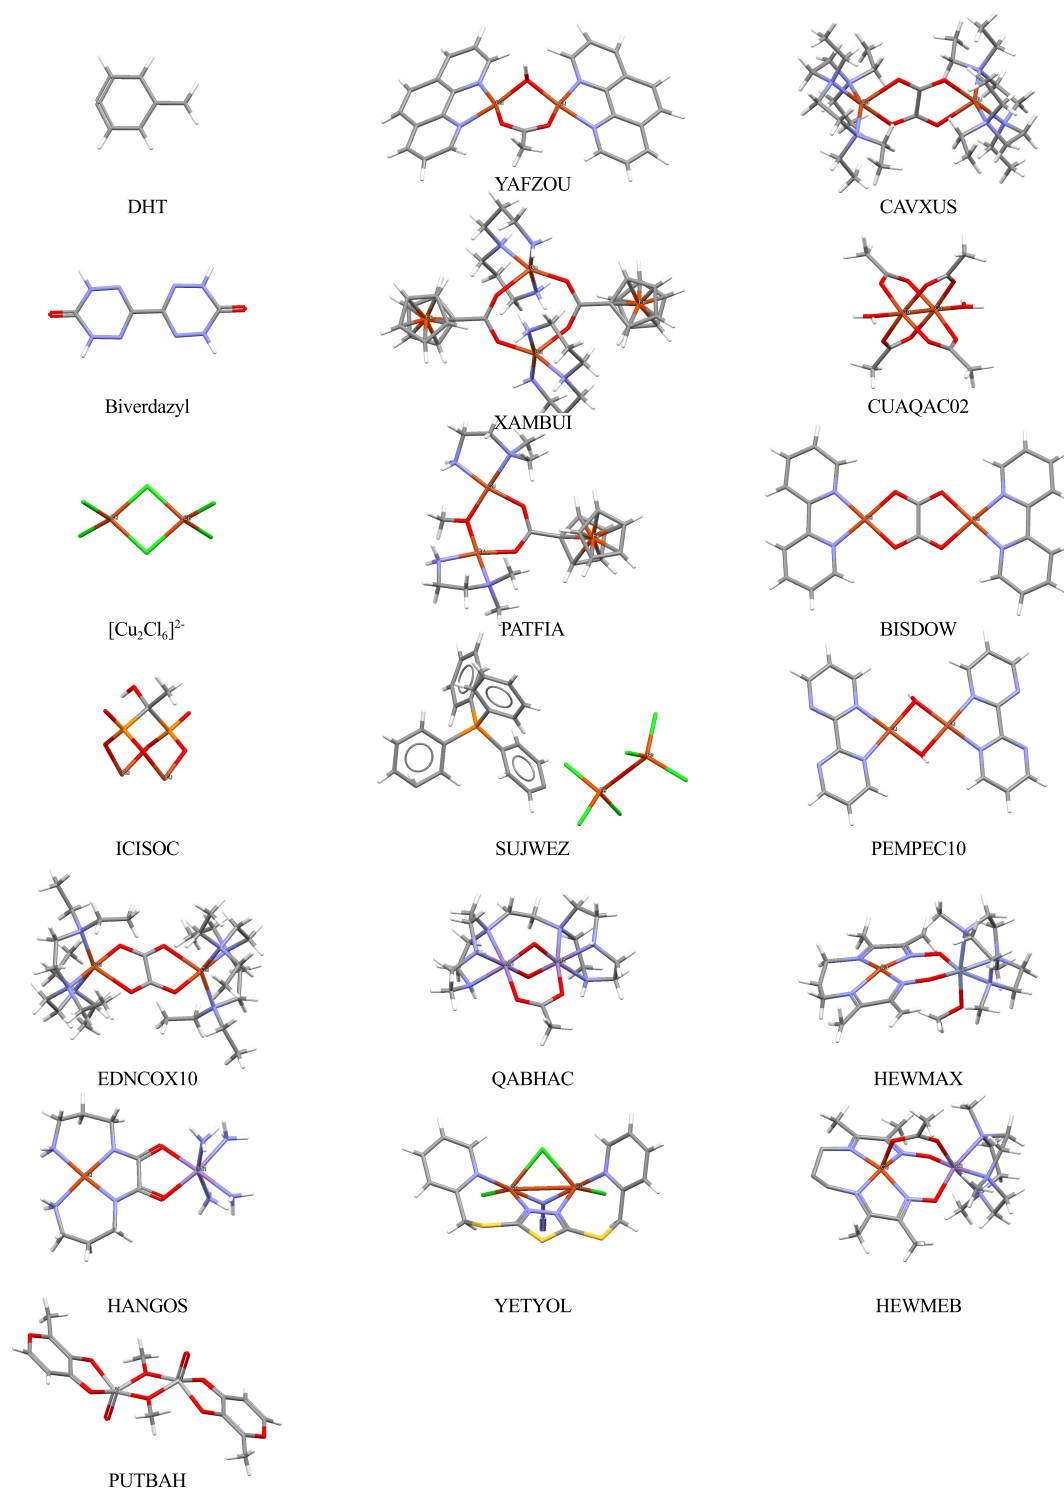 DHT
YAFZOU
CAVXUS
Biverdazyl
XAMBUI
CUAQAC02
[Cu₂Cl₆]²⁻
PATFIA
BISDOW
ICISOC
SUJWEZ
PEMPEC10
EDNCOX10
QABHAC
HEWMAX
HANGOS
YETYOL
HEWMEB
PUTBAH